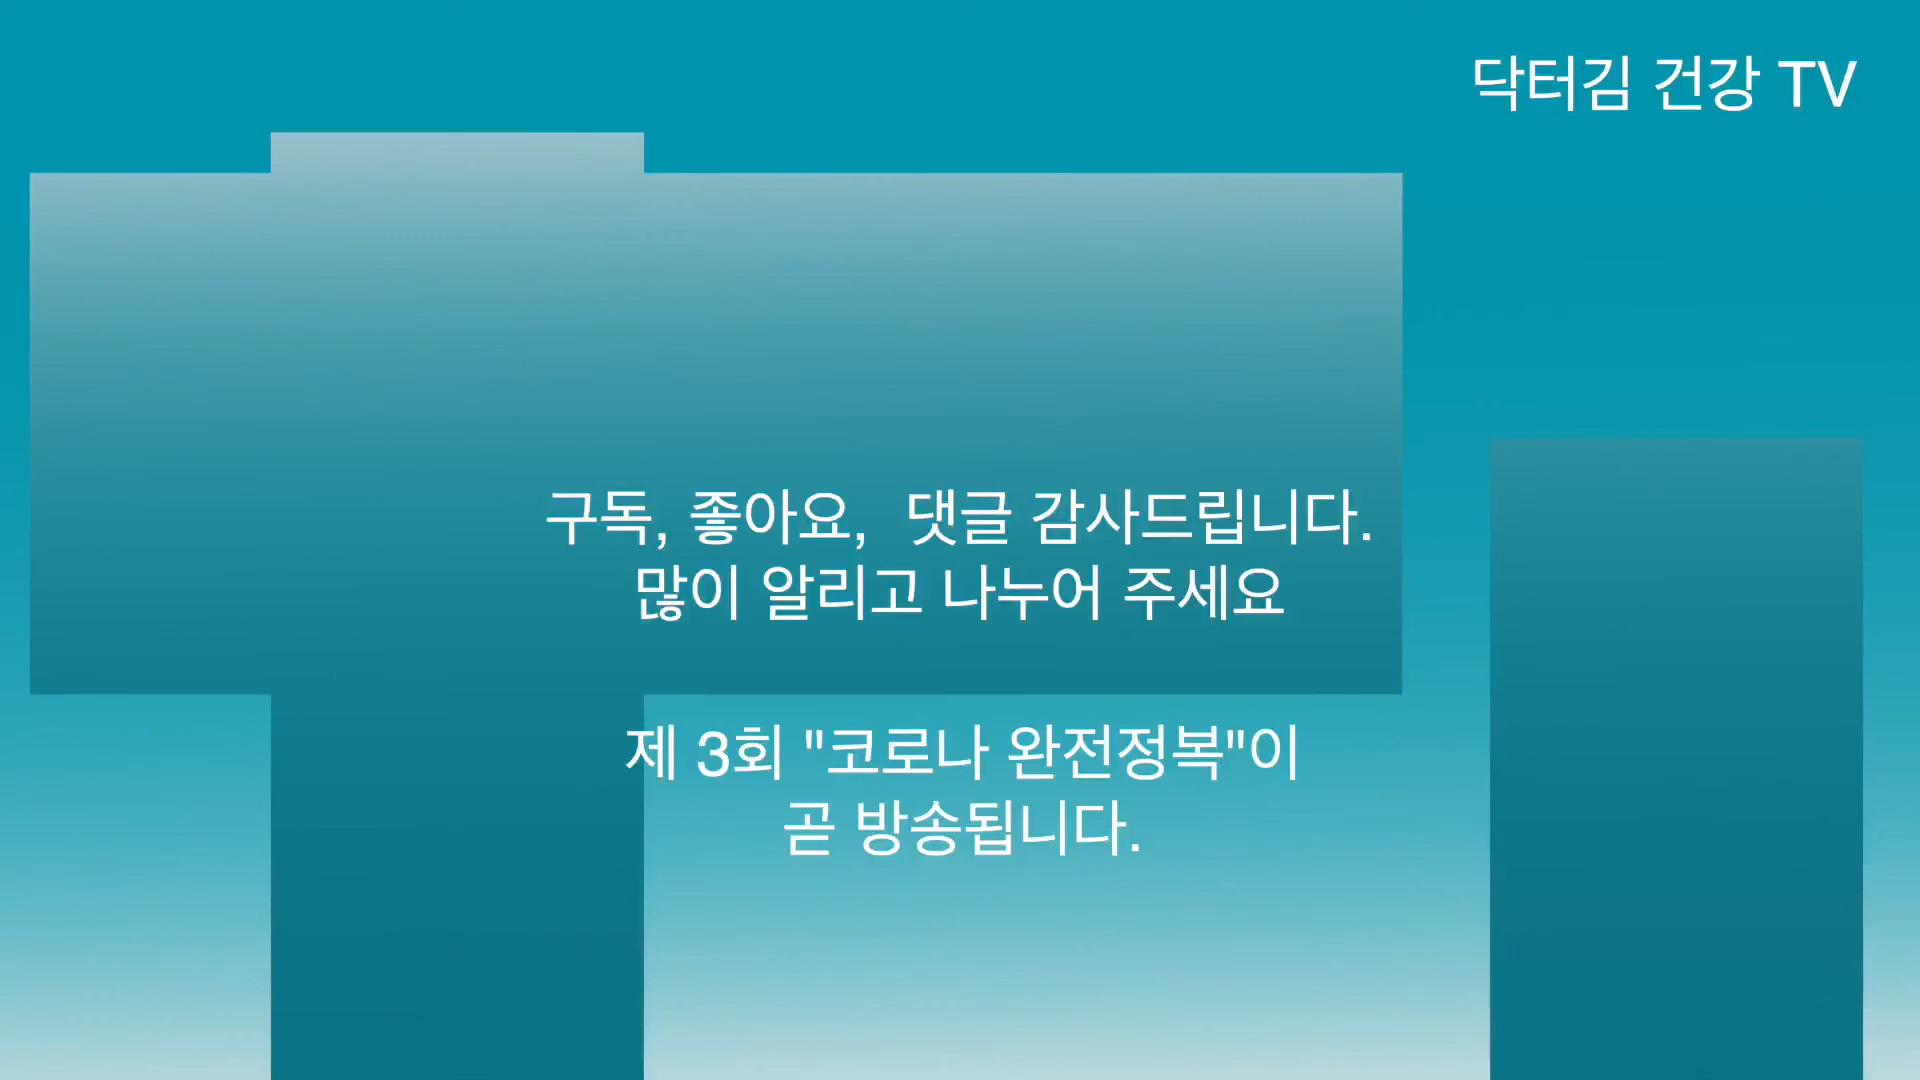 닥터김 건강 TV
구독, 좋아요,  댓글 감사드립니다.
많이 알리고 나누어 주세요
제 3회 "코로나 완전정복"이
곧 방송됩니다.